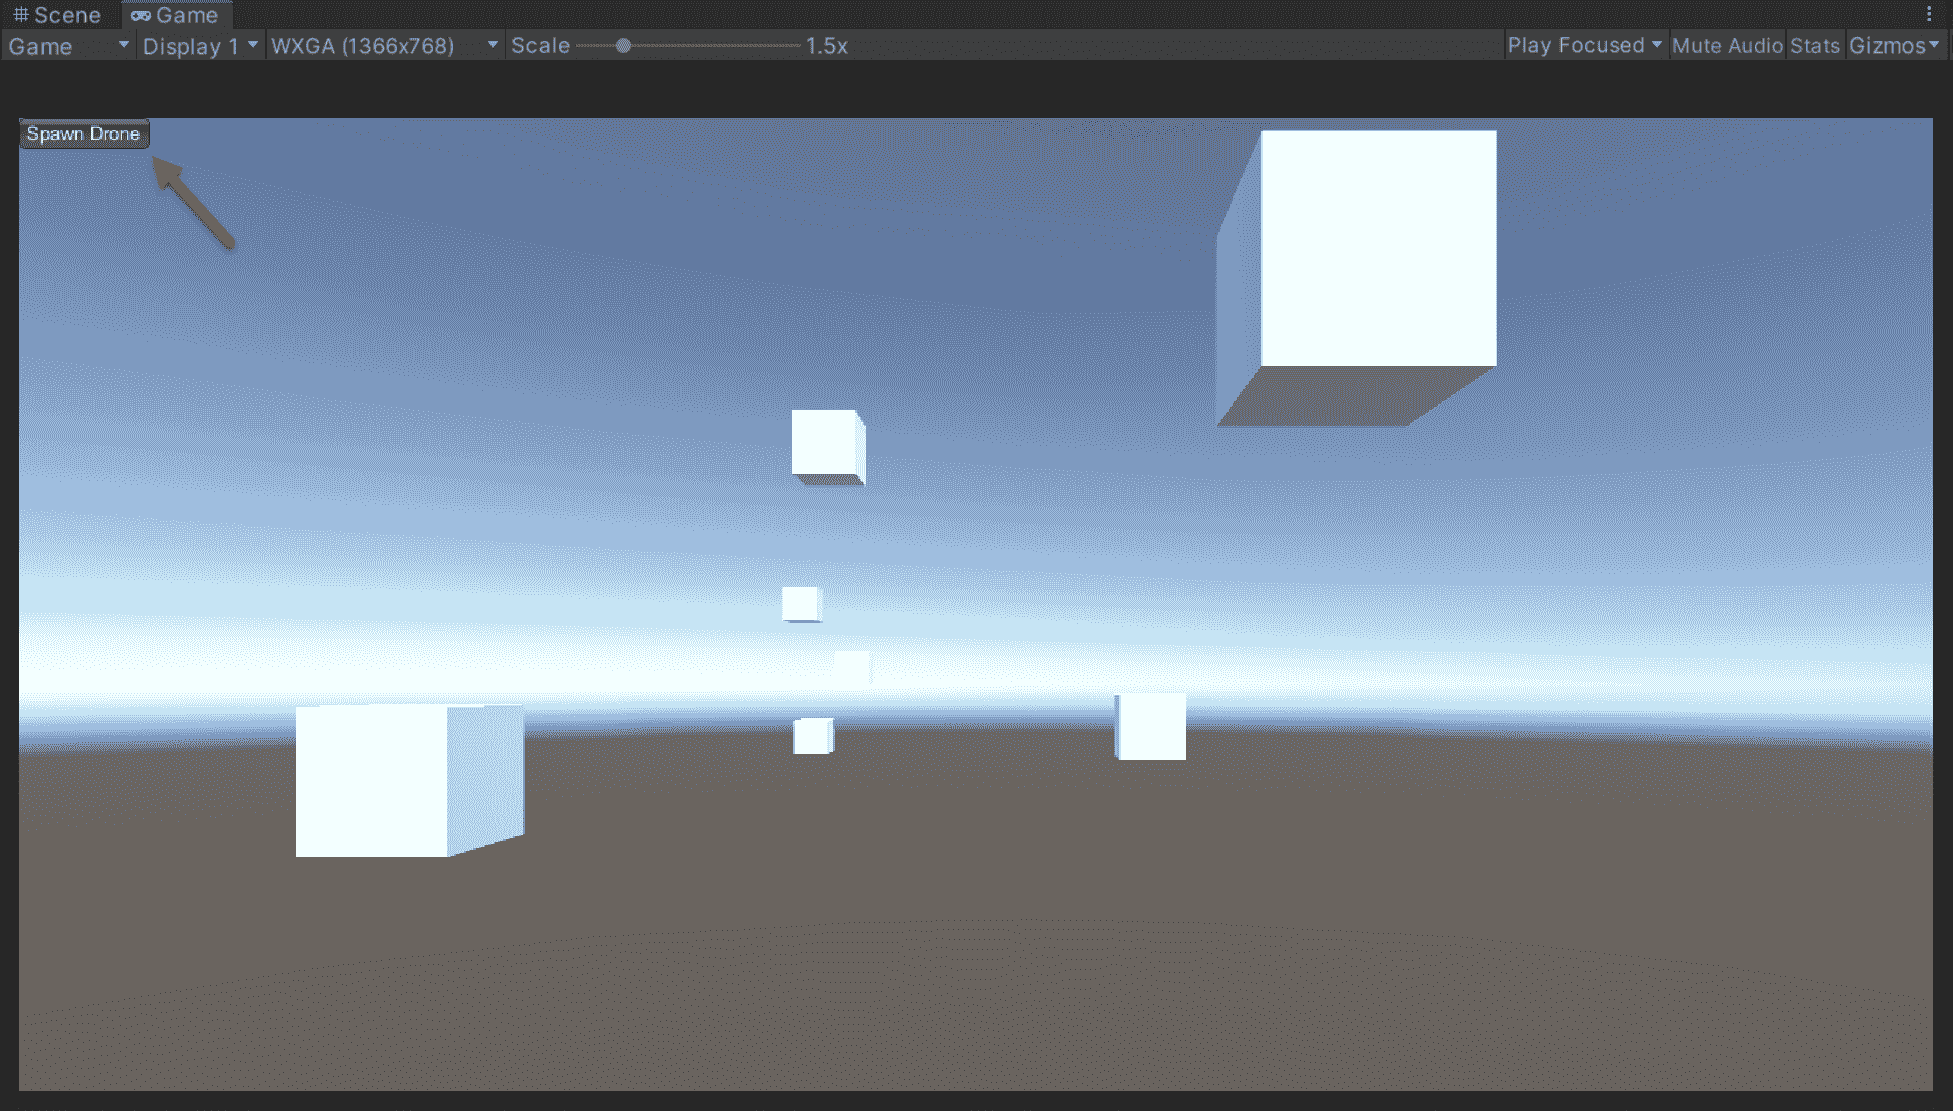 Scene Game
Game Display 1 WXGA (1366x768) Scale 1.5x Play Focused Mute Audio Stats Gizmos
Spawn Drone